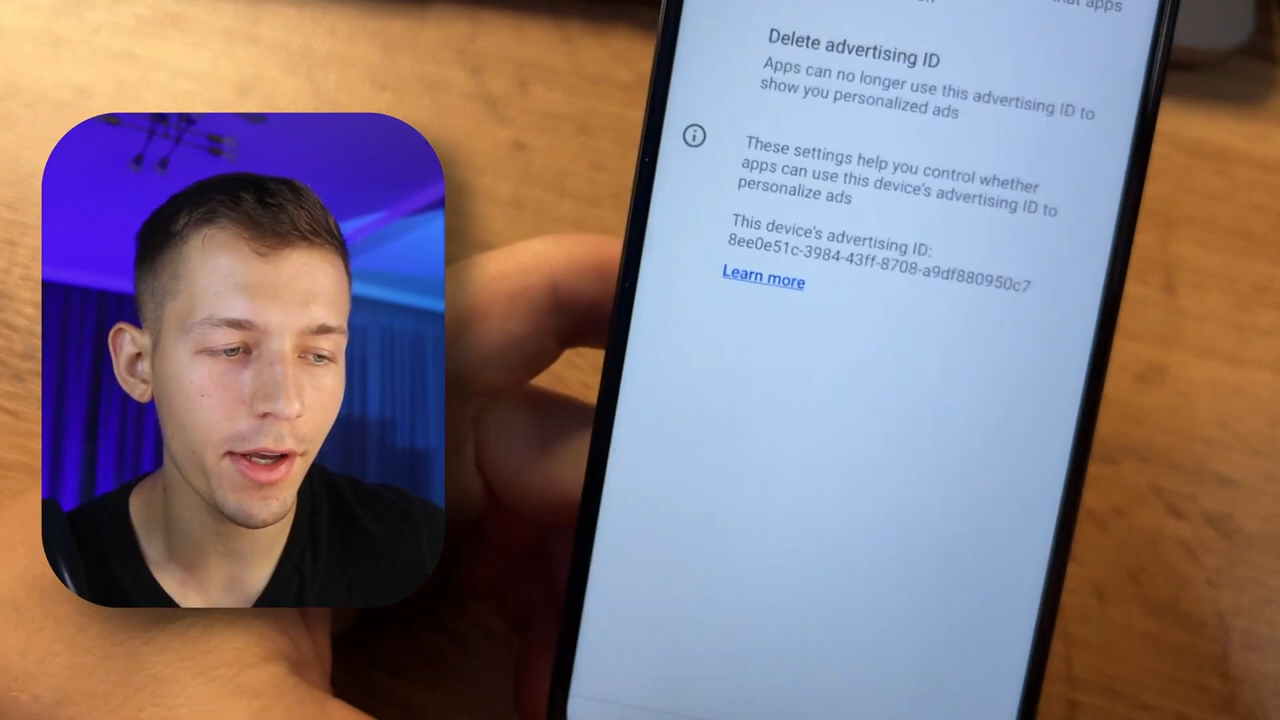 that apps
Delete advertising ID
Apps can no longer use this advertising ID to
show you personalized ads
These settings help you control whether
apps can use this device's advertising ID to
personalize ads
This device's advertising ID:
8ee0e51c-3984-43ff-8708-a9df880950c7
Learn more